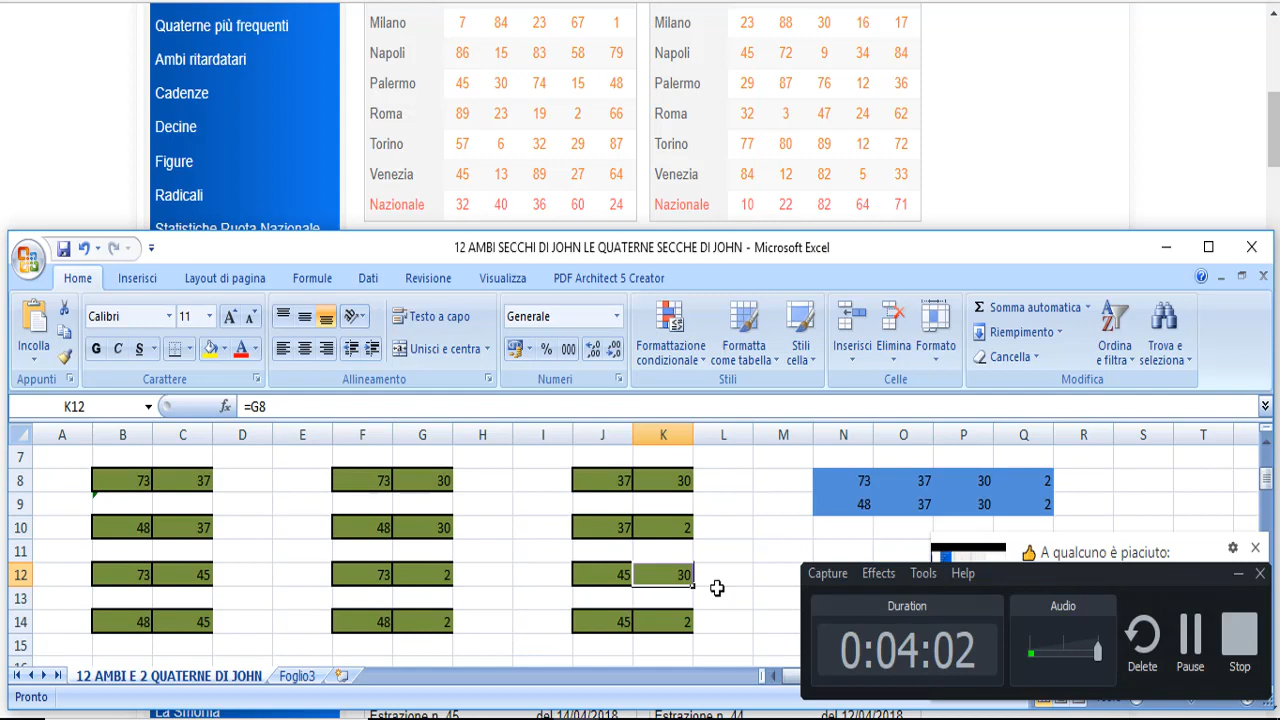 Quaterne più frequenti
Ambi ritardatari
Cadenze
Decine
Figure
Radicali
Statistiche Ruota Nazionale
Milano 7 84 23 67 1
Napoli 86 15 83 58 79
Palermo 45 30 74 15 48
Roma 89 23 19 2 66
Torino 57 6 32 29 87
Venezia 45 13 89 27 64
Nazionale 32 40 36 60 24
Milano 23 88 30 16 17
Napoli 45 72 9 34 84
Palermo 29 87 76 12 36
Roma 32 3 47 24 62
Torino 77 80 89 12 72
Venezia 84 12 82 5 33
Nazionale 10 22 82 64 71
12 AMBI SECCHI DI JOHN LE QUATERNE SECCHE DI JOHN - Microsoft Excel
Home Inserisci Layout di pagina Formule Dati Revisione Visualizza PDF Architect 5 Creator
Incolla
Appunti
Calibri 11
G C S
Carattere
Testo a capo
Unisci e centra
Allineamento
Generale
% 000
Numeri
Formattazione condizionale
Formatta come tabella
Stili cella
Stili
Inserisci Elimina Formato
Celle
Somma automatica
Riempimento
Cancella
Ordina e filtra
Trova e seleziona
Modifica
K12 fx =G8
A B C D E F G H I J K L M N O P Q R S T
7
8 73 37 73 30 37 30 73 37 30 2
9 48 37 30 2
10 48 37 48 30 37 2
11
12 73 45 73 2 45 30
13
14 48 45 48 2 45 2
15
12 AMBI E 2 QUATERNE DI JOHN Foglio3
Pronto
A qualcuno è piaciuto:
Capture Effects Tools Help
Duration
0:04:02
Audio
Delete Pause Stop
La Smorfia
Estrazione n. 45 del 14/04/2018 Estrazione n. 44 del 12/04/2018